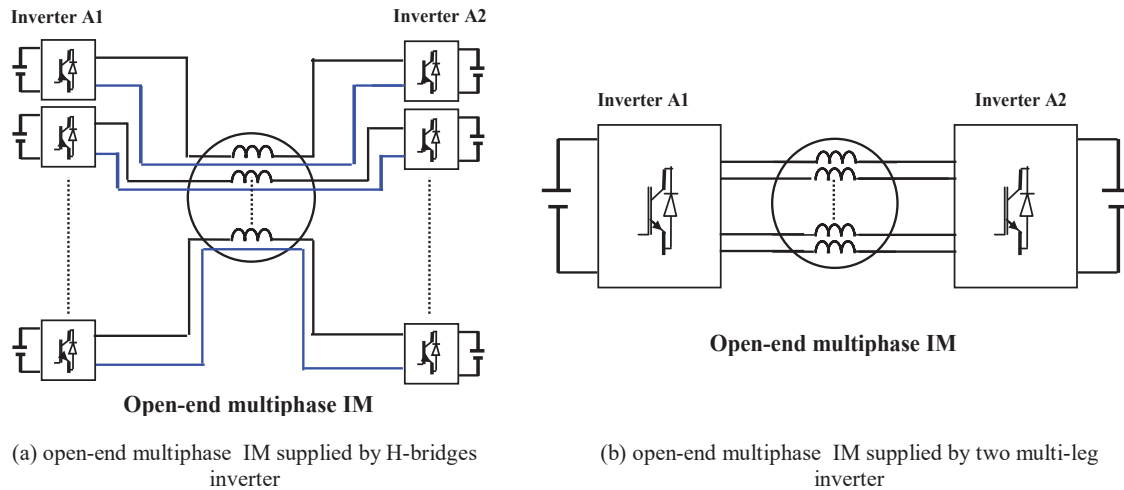 Inverter A1
Inverter A2
Open-end multiphase IM
(a) open-end multiphase IM supplied by H-bridges
inverter
Inverter A1
Inverter A2
Open-end multiphase IM
(b) open-end multiphase IM supplied by two multi-leg
inverter